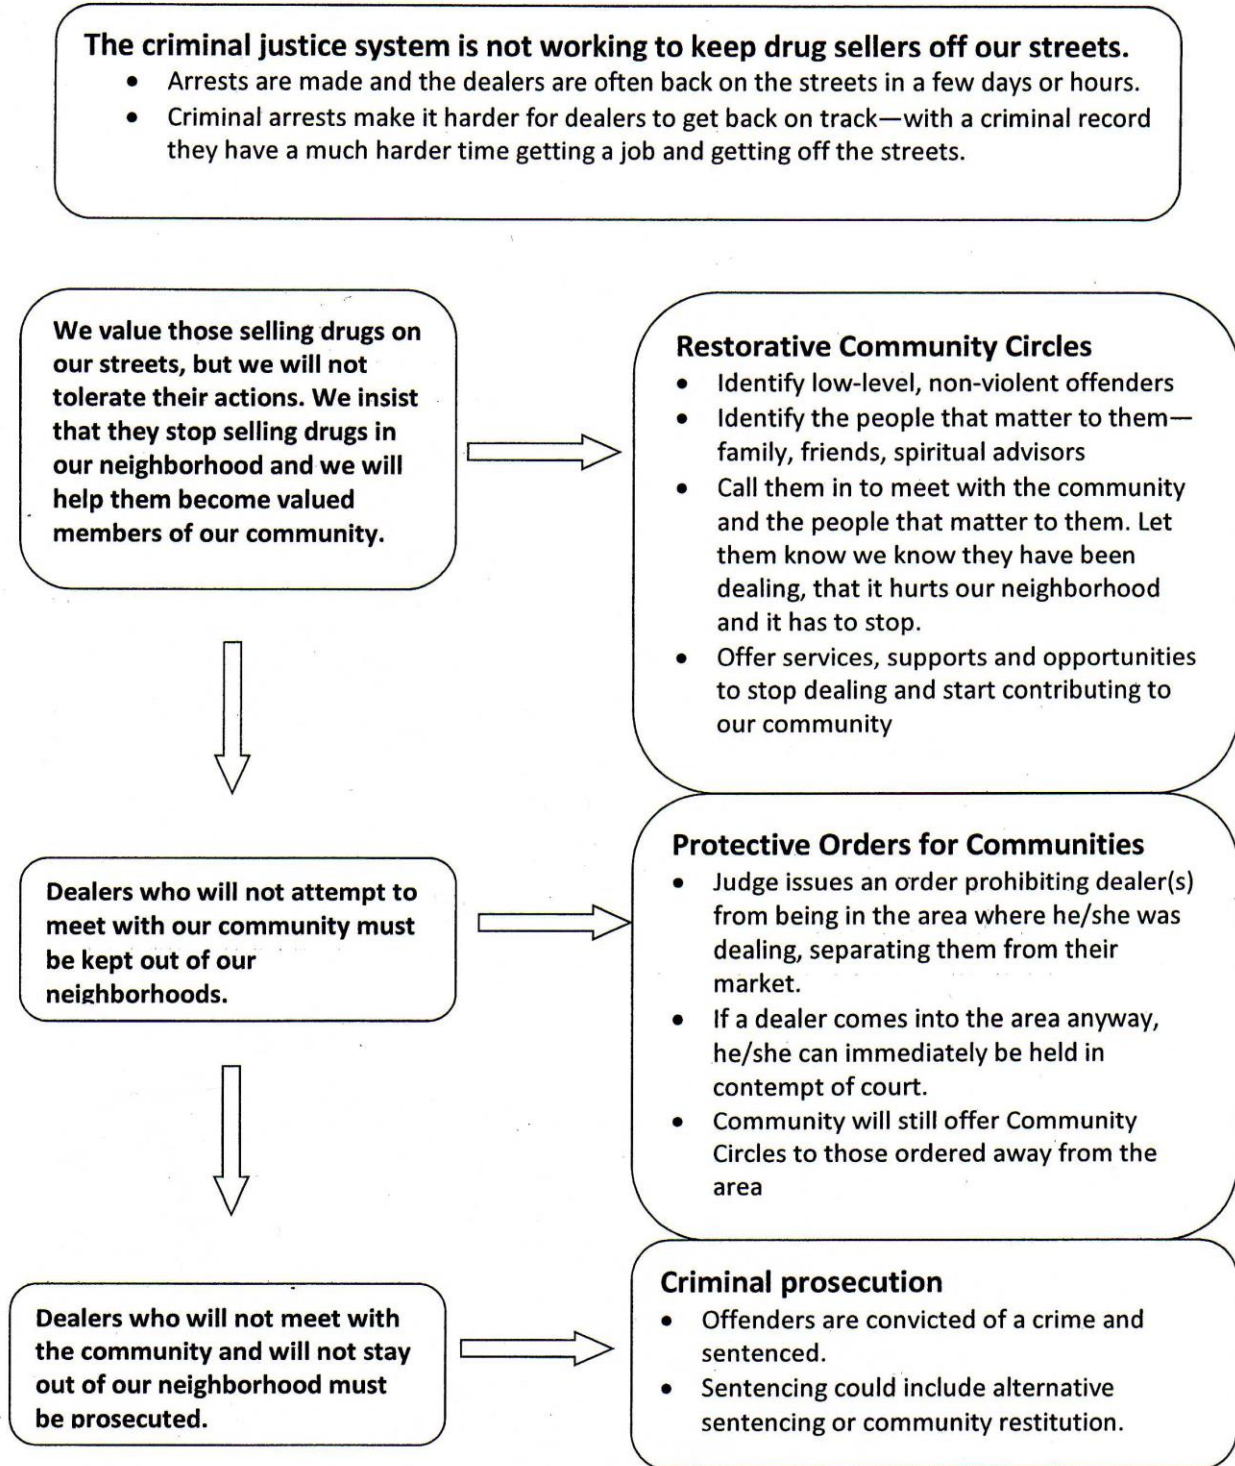 The criminal justice system is not working to keep drug sellers off our streets.
• Arrests are made and the dealers are often back on the streets in a few days or hours.
• Criminal arrests make it harder for dealers to get back on track—with a criminal record
they have a much harder time getting a job and getting off the streets.
We value those selling drugs on
our streets, but we will not
tolerate their actions. We insist
that they stop selling drugs in
our neighborhood and we will
help them become valued
members of our community.
Restorative Community Circles
• Identify low-level, non-violent offenders
• Identify the people that matter to them—
family, friends, spiritual advisors
• Call them in to meet with the community
and the people that matter to them. Let
them know we know they have been
dealing, that it hurts our neighborhood
and it has to stop.
• Offer services, supports and opportunities
to stop dealing and start contributing to
our community
Dealers who will not attempt to
meet with our community must
be kept out of our
neighborhoods.
Protective Orders for Communities
• Judge issues an order prohibiting dealer(s)
from being in the area where he/she was
dealing, separating them from their
market.
• If a dealer comes into the area anyway,
he/she can immediately be held in
contempt of court.
• Community will still offer Community
Circles to those ordered away from the
area
Dealers who will not meet with
the community and will not stay
out of our neighborhood must
be prosecuted.
Criminal prosecution
• Offenders are convicted of a crime and
sentenced.
• Sentencing could include alternative
sentencing or community restitution.